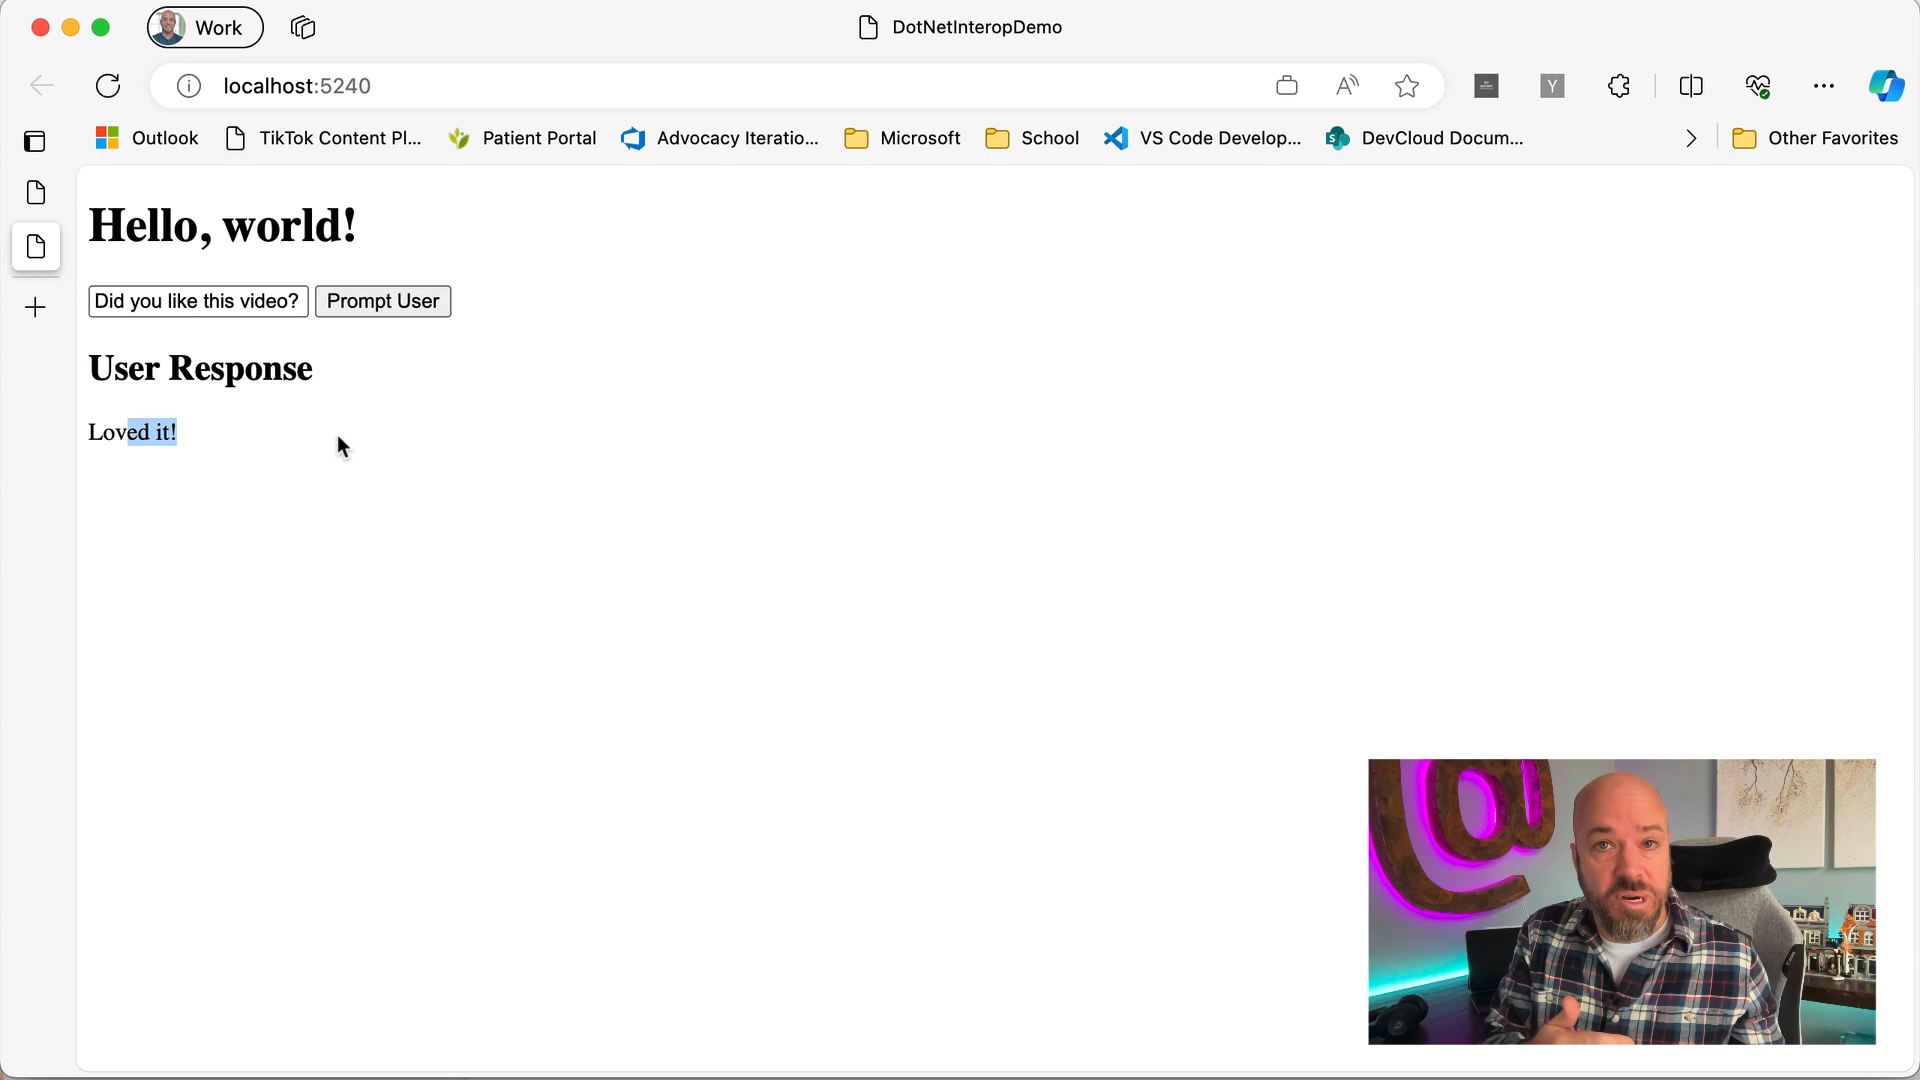 Work
DotNetInteropDemo
localhost:5240
Y
Outlook
TikTok Content Pl...
Patient Portal
Advocacy Iteratio...
Microsoft
School
VS Code Develop...
DevCloud Docum...
Other Favorites
Hello, world!
Did you like this video? Prompt User
User Response
Loved it!
@